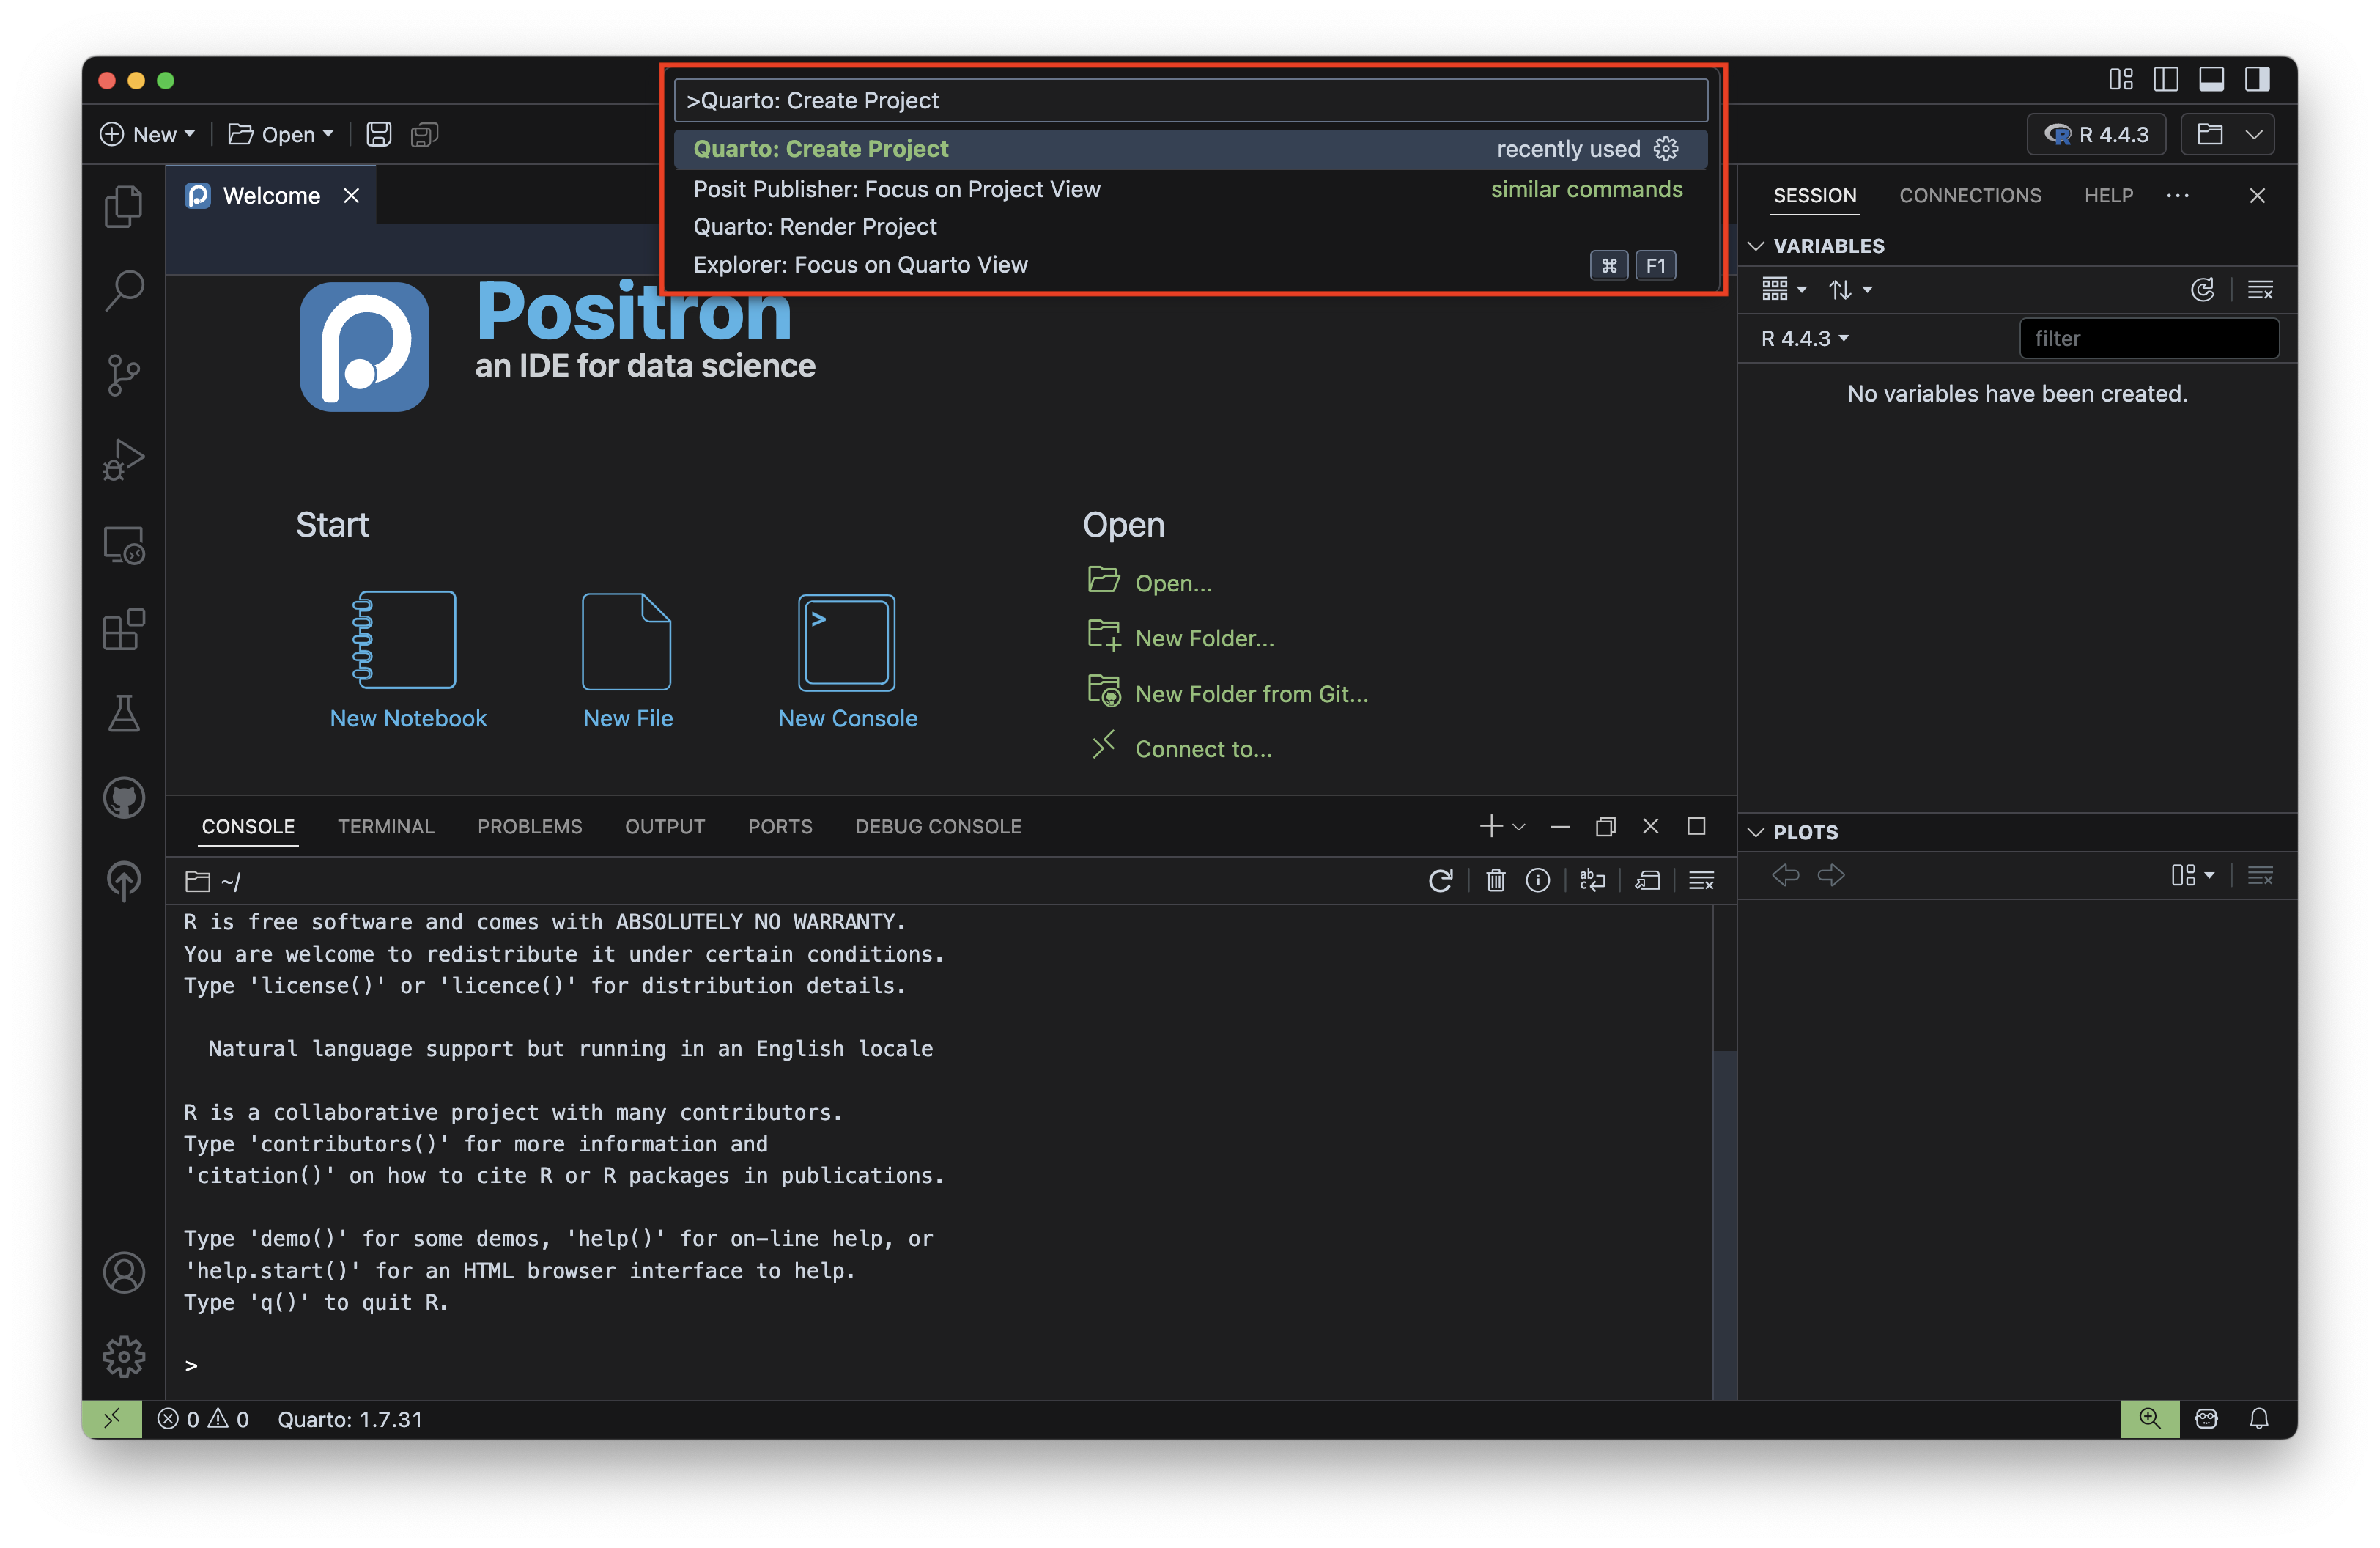 >Quarto: Create Project
Quarto: Create Project recently used
Posit Publisher: Focus on Project View similar commands
Quarto: Render Project
Explorer: Focus on Quarto View ⌘ F1
New Open
R 4.4.3
Welcome
SESSION CONNECTIONS HELP
VARIABLES
R 4.4.3 filter
No variables have been created.
Positron
an IDE for data science
Start
New Notebook New File New Console
Open
Open...
New Folder...
New Folder from Git...
Connect to...
CONSOLE TERMINAL PROBLEMS OUTPUT PORTS DEBUG CONSOLE
~/
R is free software and comes with ABSOLUTELY NO WARRANTY.
You are welcome to redistribute it under certain conditions.
Type 'license()' or 'licence()' for distribution details.
Natural language support but running in an English locale
R is a collaborative project with many contributors.
Type 'contributors()' for more information and
'citation()' on how to cite R or R packages in publications.
Type 'demo()' for some demos, 'help()' for on-line help, or
'help.start()' for an HTML browser interface to help.
Type 'q()' to quit R.
>
PLOTS
0 0 Quarto: 1.7.31